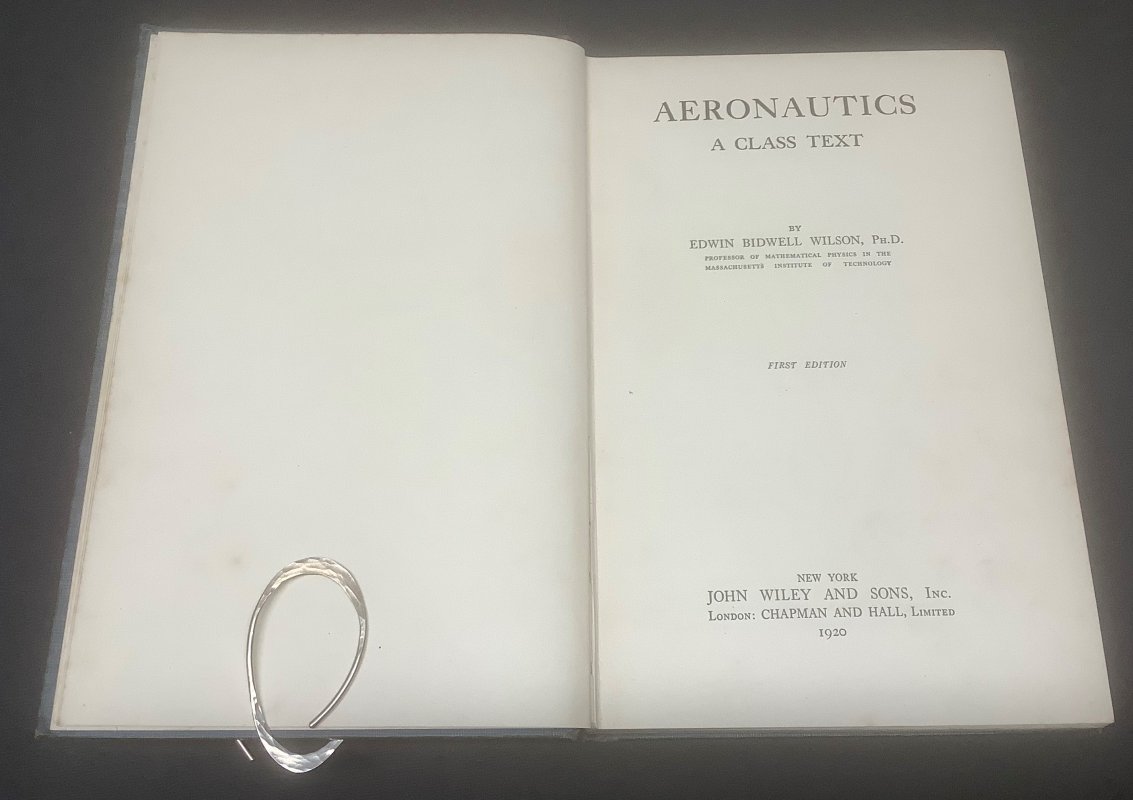 AERONAUTICS
A CLASS TEXT
BY
EDWIN BIDWELL WILSON, Ph.D.
PROFESSOR OF MATHEMATICAL PHYSICS IN THE
MASSACHUSETTS INSTITUTE OF TECHNOLOGY
FIRST EDITION
NEW YORK
JOHN WILEY AND SONS, Inc.
London: CHAPMAN AND HALL, Limited
1920